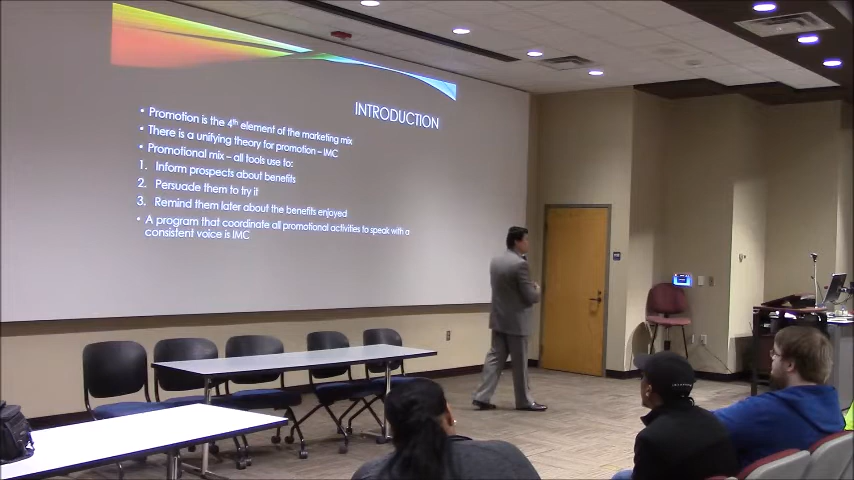 INTRODUCTION
• Promotion is the 4th element of the marketing mix
• There is a unifying theory for promotion – IMC
• Promotional mix – all tools use to:
1. Inform prospects about benefits
2. Persuade them to try it
3. Remind them later about the benefits enjoyed
• A program that coordinate all promotional activities to speak with a
consistent voice is IMC